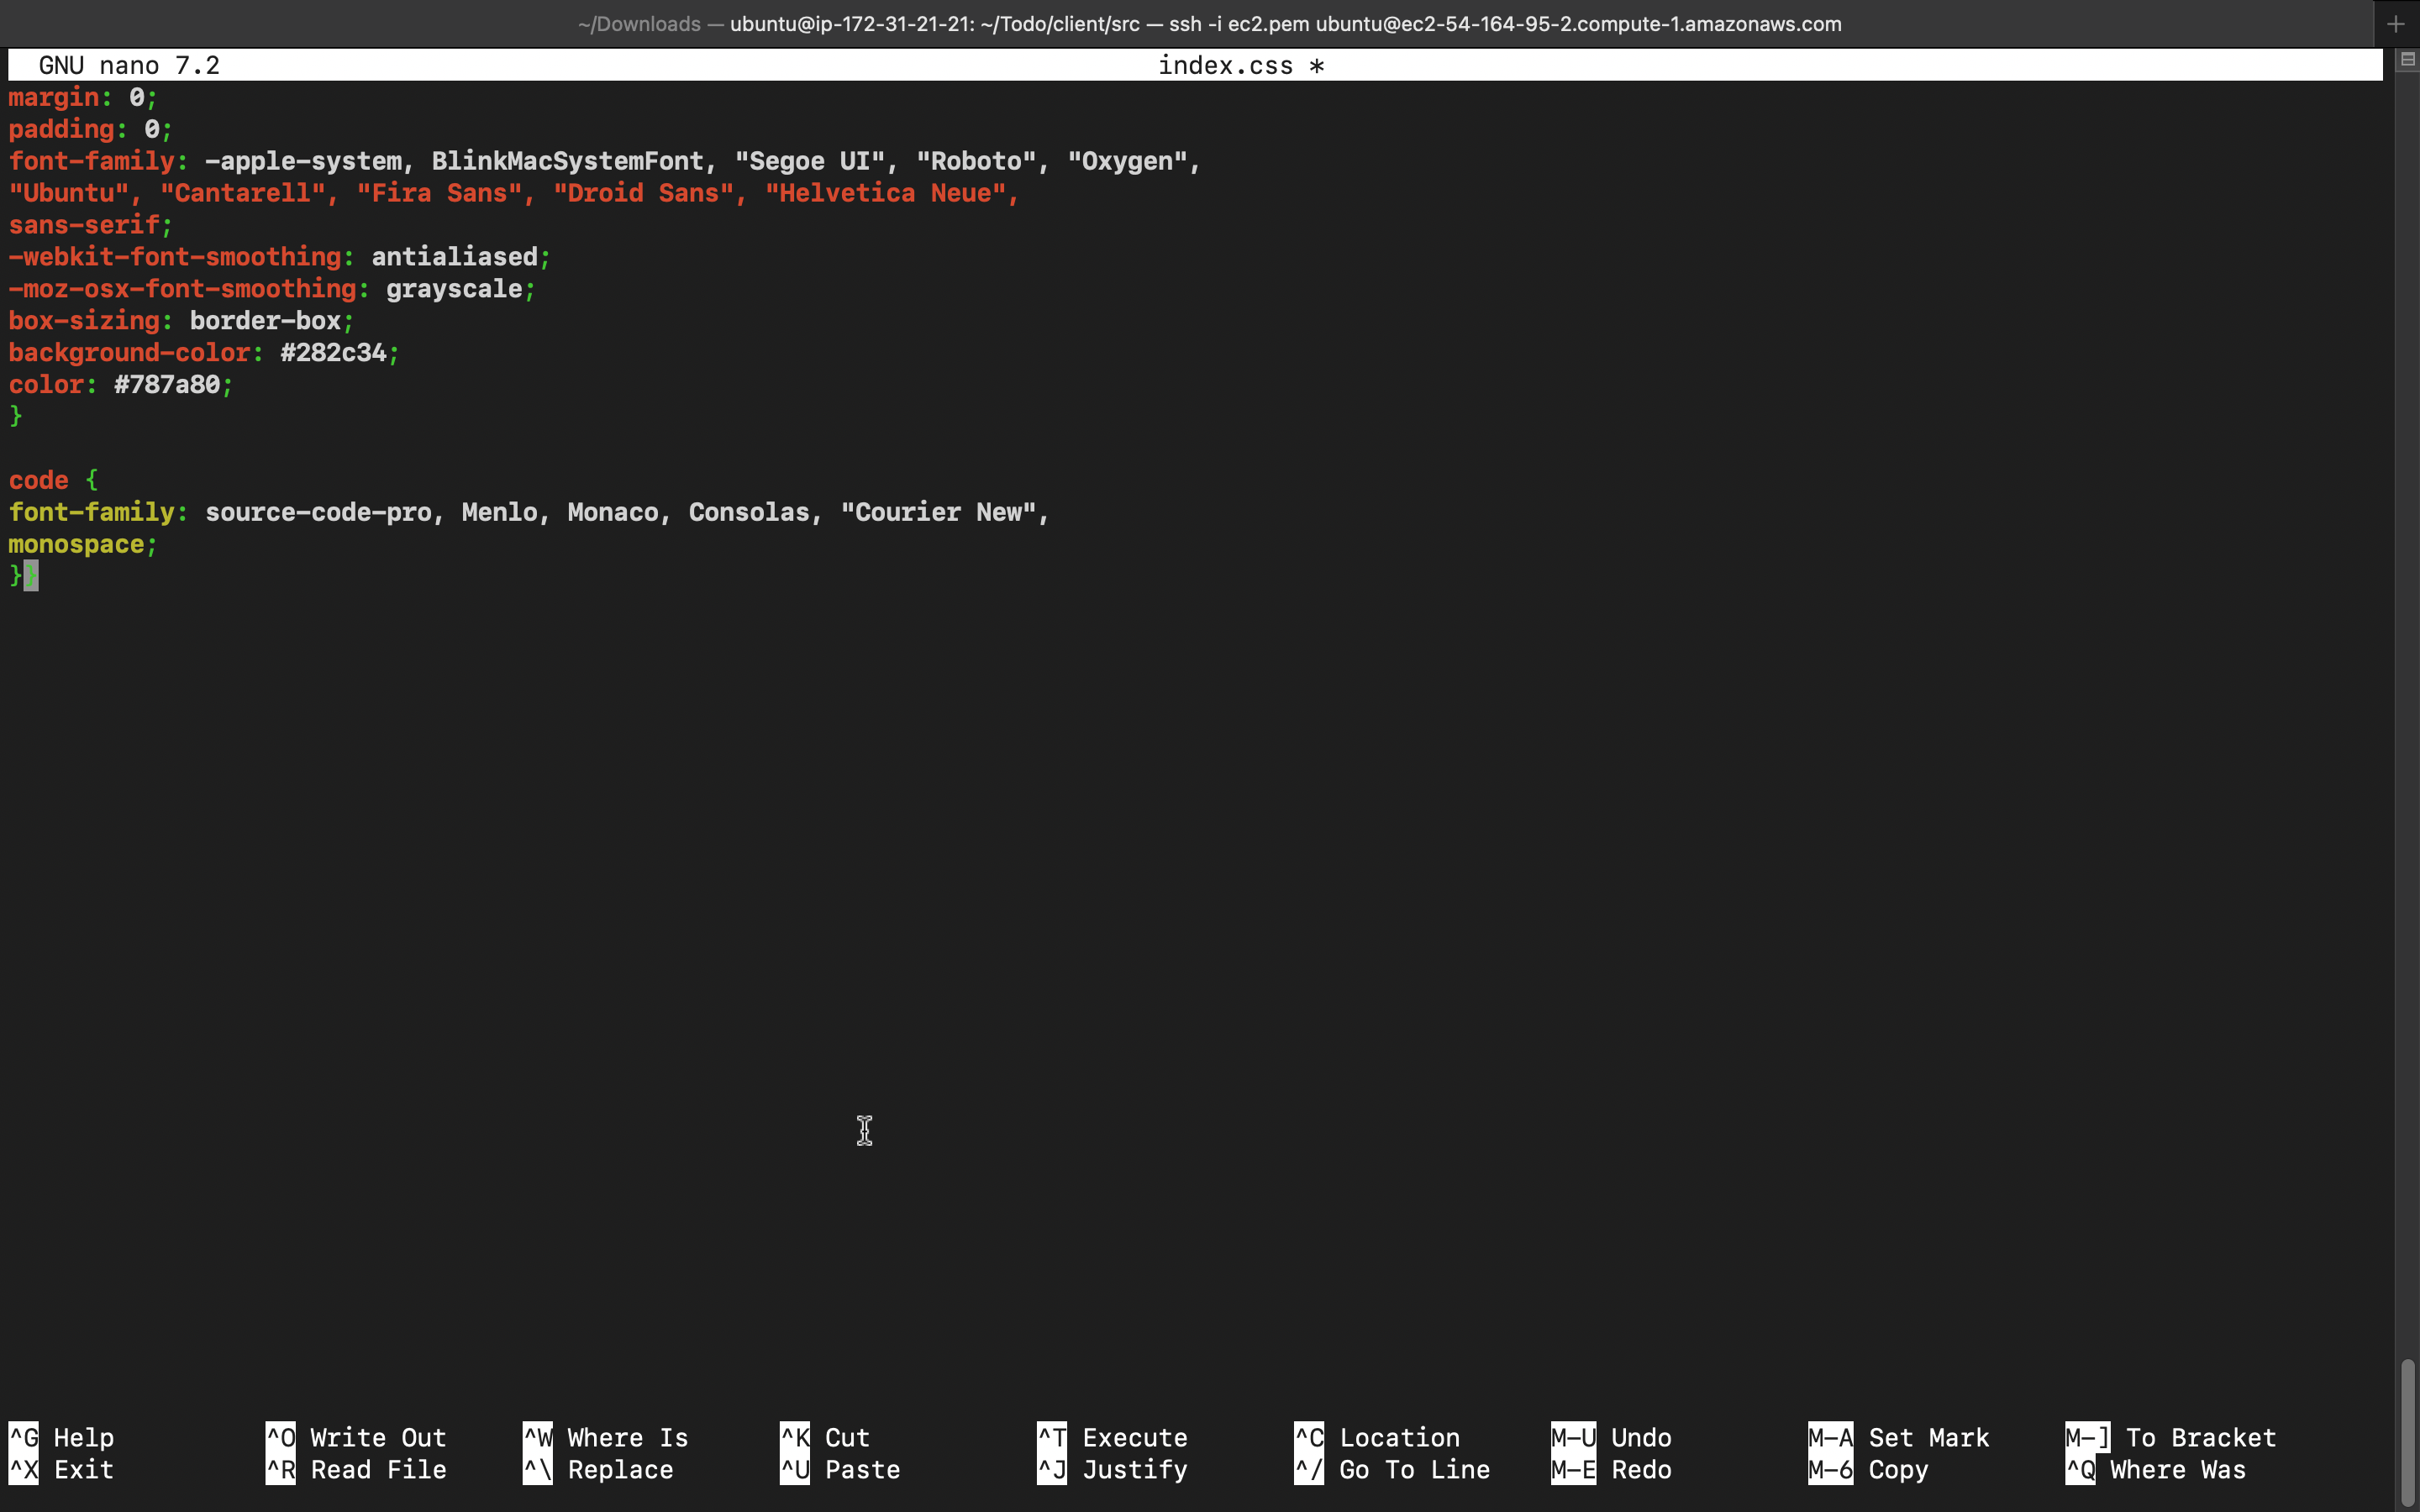 ~/Downloads — ubuntu@ip-172-31-21-21: ~/Todo/client/src — ssh -i ec2.pem ubuntu@ec2-54-164-95-2.compute-1.amazonaws.com
GNU nano 7.2 index.css *
margin: 0;
padding: 0;
font-family: -apple-system, BlinkMacSystemFont, "Segoe UI", "Roboto", "Oxygen",
"Ubuntu", "Cantarell", "Fira Sans", "Droid Sans", "Helvetica Neue",
sans-serif;
-webkit-font-smoothing: antialiased;
-moz-osx-font-smoothing: grayscale;
box-sizing: border-box;
background-color: #282c34;
color: #787a80;
}
code {
font-family: source-code-pro, Menlo, Monaco, Consolas, "Courier New",
monospace;
}}
^G Help ^O Write Out ^W Where Is ^K Cut ^T Execute ^C Location M-U Undo M-A Set Mark M-] To Bracket
^X Exit ^R Read File ^\ Replace ^U Paste ^J Justify ^/ Go To Line M-E Redo M-6 Copy ^Q Where Was